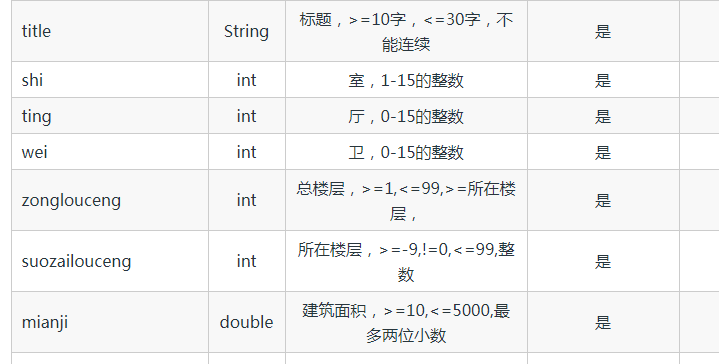 title String 标题，>=10字，<=30字，不能连续 是
shi int 室，1-15的整数 是
ting int 厅，0-15的整数 是
wei int 卫，0-15的整数 是
zonglouceng int 总楼层，>=1,<=99,>=所在楼层， 是
suozailouceng int 所在楼层，>=-9,!=0,<=99,整数 是
mianji double 建筑面积，>=10,<=5000,最多两位小数 是